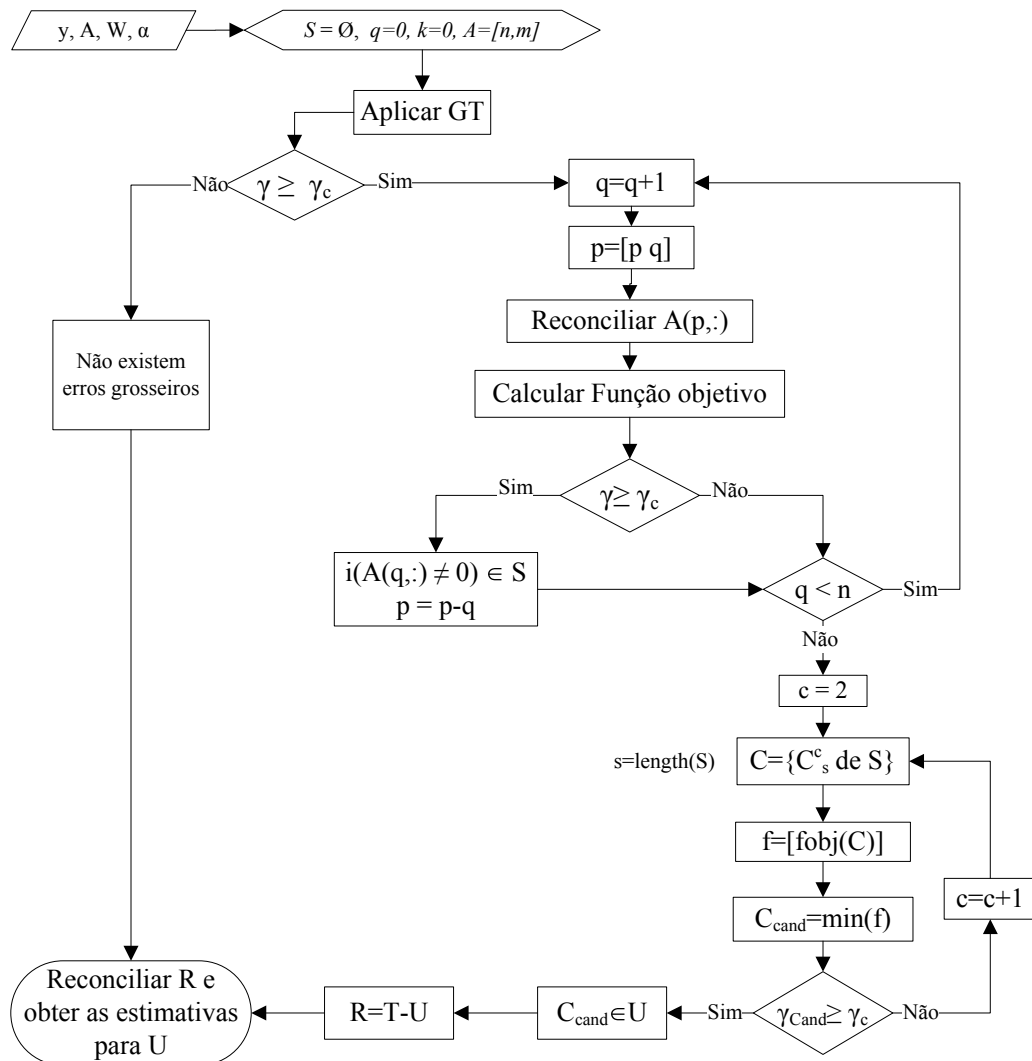 y, A, W, α
S = Ø, q=0, k=0, A=[n,m]
Aplicar GT
γ ≥ γc
Não
Sim
q=q+1
p=[p q]
Reconciliar A(p,:)
Não existem
erros grosseiros
Calcular Função objetivo
γ≥ γc
Sim
Não
i(A(q,:) ≠ 0) ∈ S
p = p-q
q < n
Sim
Não
c = 2
s=length(S)
C={Cᶜs de S}
f=[fobj(C)]
c=c+1
Ccand=min(f)
Reconciliar R e
obter as estimativas
para U
R=T-U
Ccand∈U
Sim
γCand≥ γc
Não